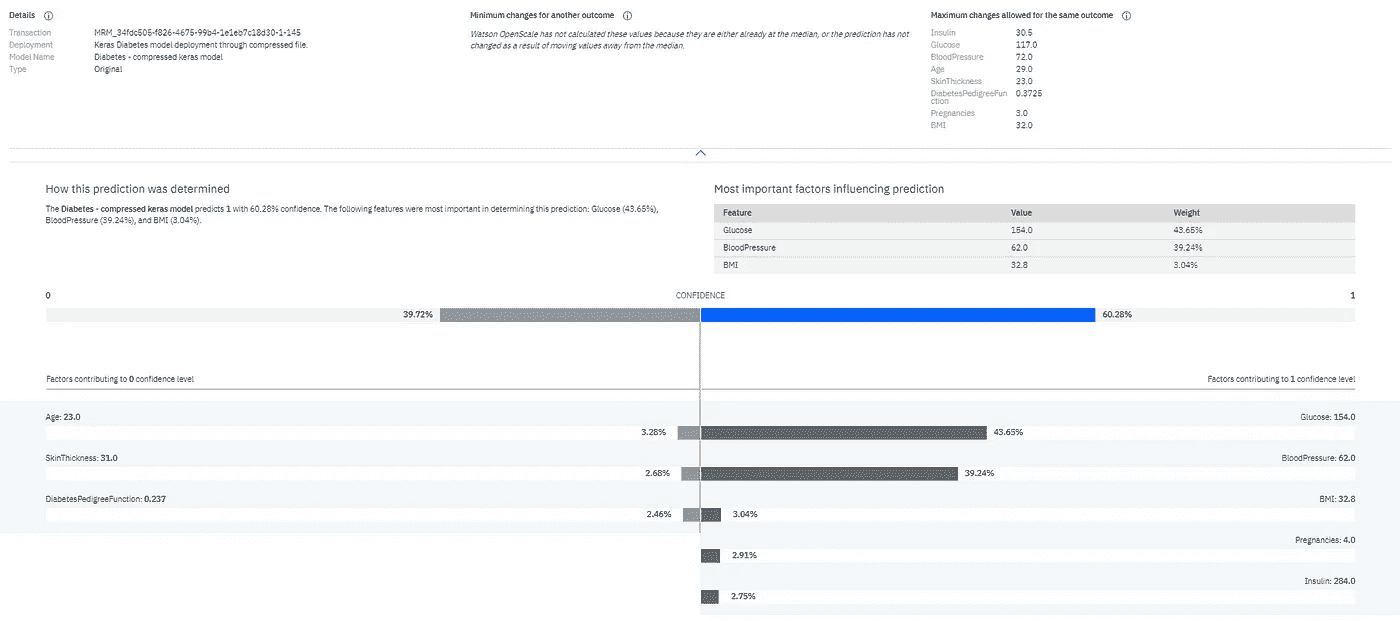 Details
Transaction MRM_34fdc505-f826-4675-99b4-1e1eb7c18d30-1-145
Deployment Keras Diabetes model deployment through compressed file.
Model Name Diabetes - compressed keras model
Type Original
Minimum changes for another outcome
Watson OpenScale has not calculated these values because they are either already at the median, or the prediction has not
changed as a result of moving values away from the median.
Maximum changes allowed for the same outcome
Insulin 30.5
Glucose 117.0
BloodPressure 72.0
Age 29.0
SkinThickness 23.0
DiabetesPedigreeFun 0.3725
ction
Pregnancies 3.0
BMI 32.0
How this prediction was determined
The Diabetes - compressed keras model predicts 1 with 60.28% confidence. The following features were most important in determining this prediction: Glucose (43.65%),
BloodPressure (39.24%), and BMI (3.04%).
Most important factors influencing prediction
Feature Value Weight
Glucose 154.0 43.65%
BloodPressure 62.0 39.24%
BMI 32.8 3.04%
0 CONFIDENCE 1
39.72% 60.28%
Factors contributing to 0 confidence level Factors contributing to 1 confidence level
Age: 23.0 Glucose: 154.0
3.28% 43.65%
SkinThickness: 31.0 BloodPressure: 62.0
2.68% 39.24%
DiabetesPedigreeFunction: 0.237 BMI: 32.8
2.46% 3.04%
Pregnancies: 4.0
2.91%
Insulin: 284.0
2.75%